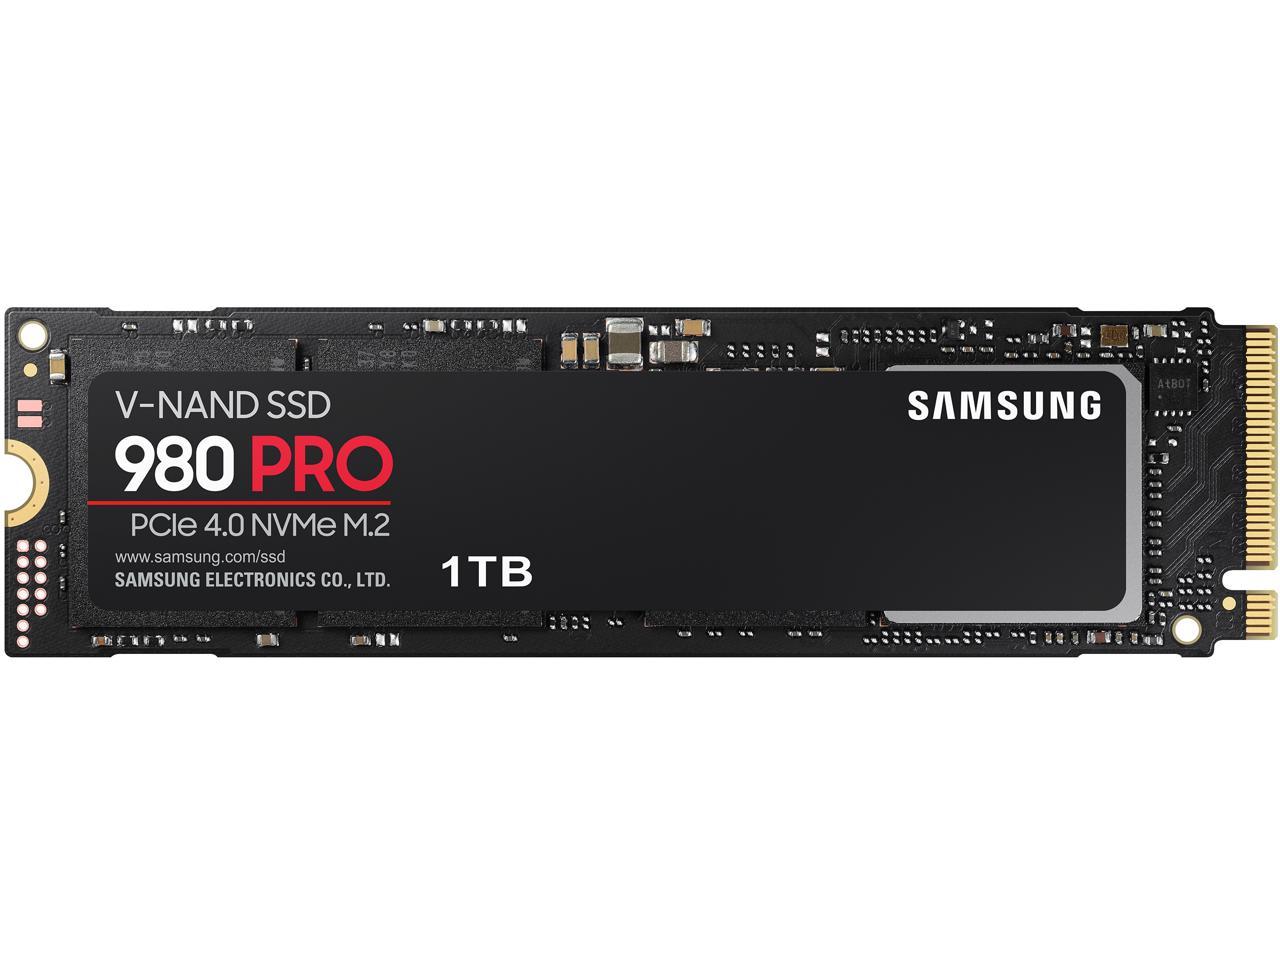 V-NAND SSD
980 PRO
PCIe 4.0 NVMe M.2
www.samsung.com/ssd
SAMSUNG ELECTRONICS CO., LTD.
1TB
SAMSUNG
A1BOT